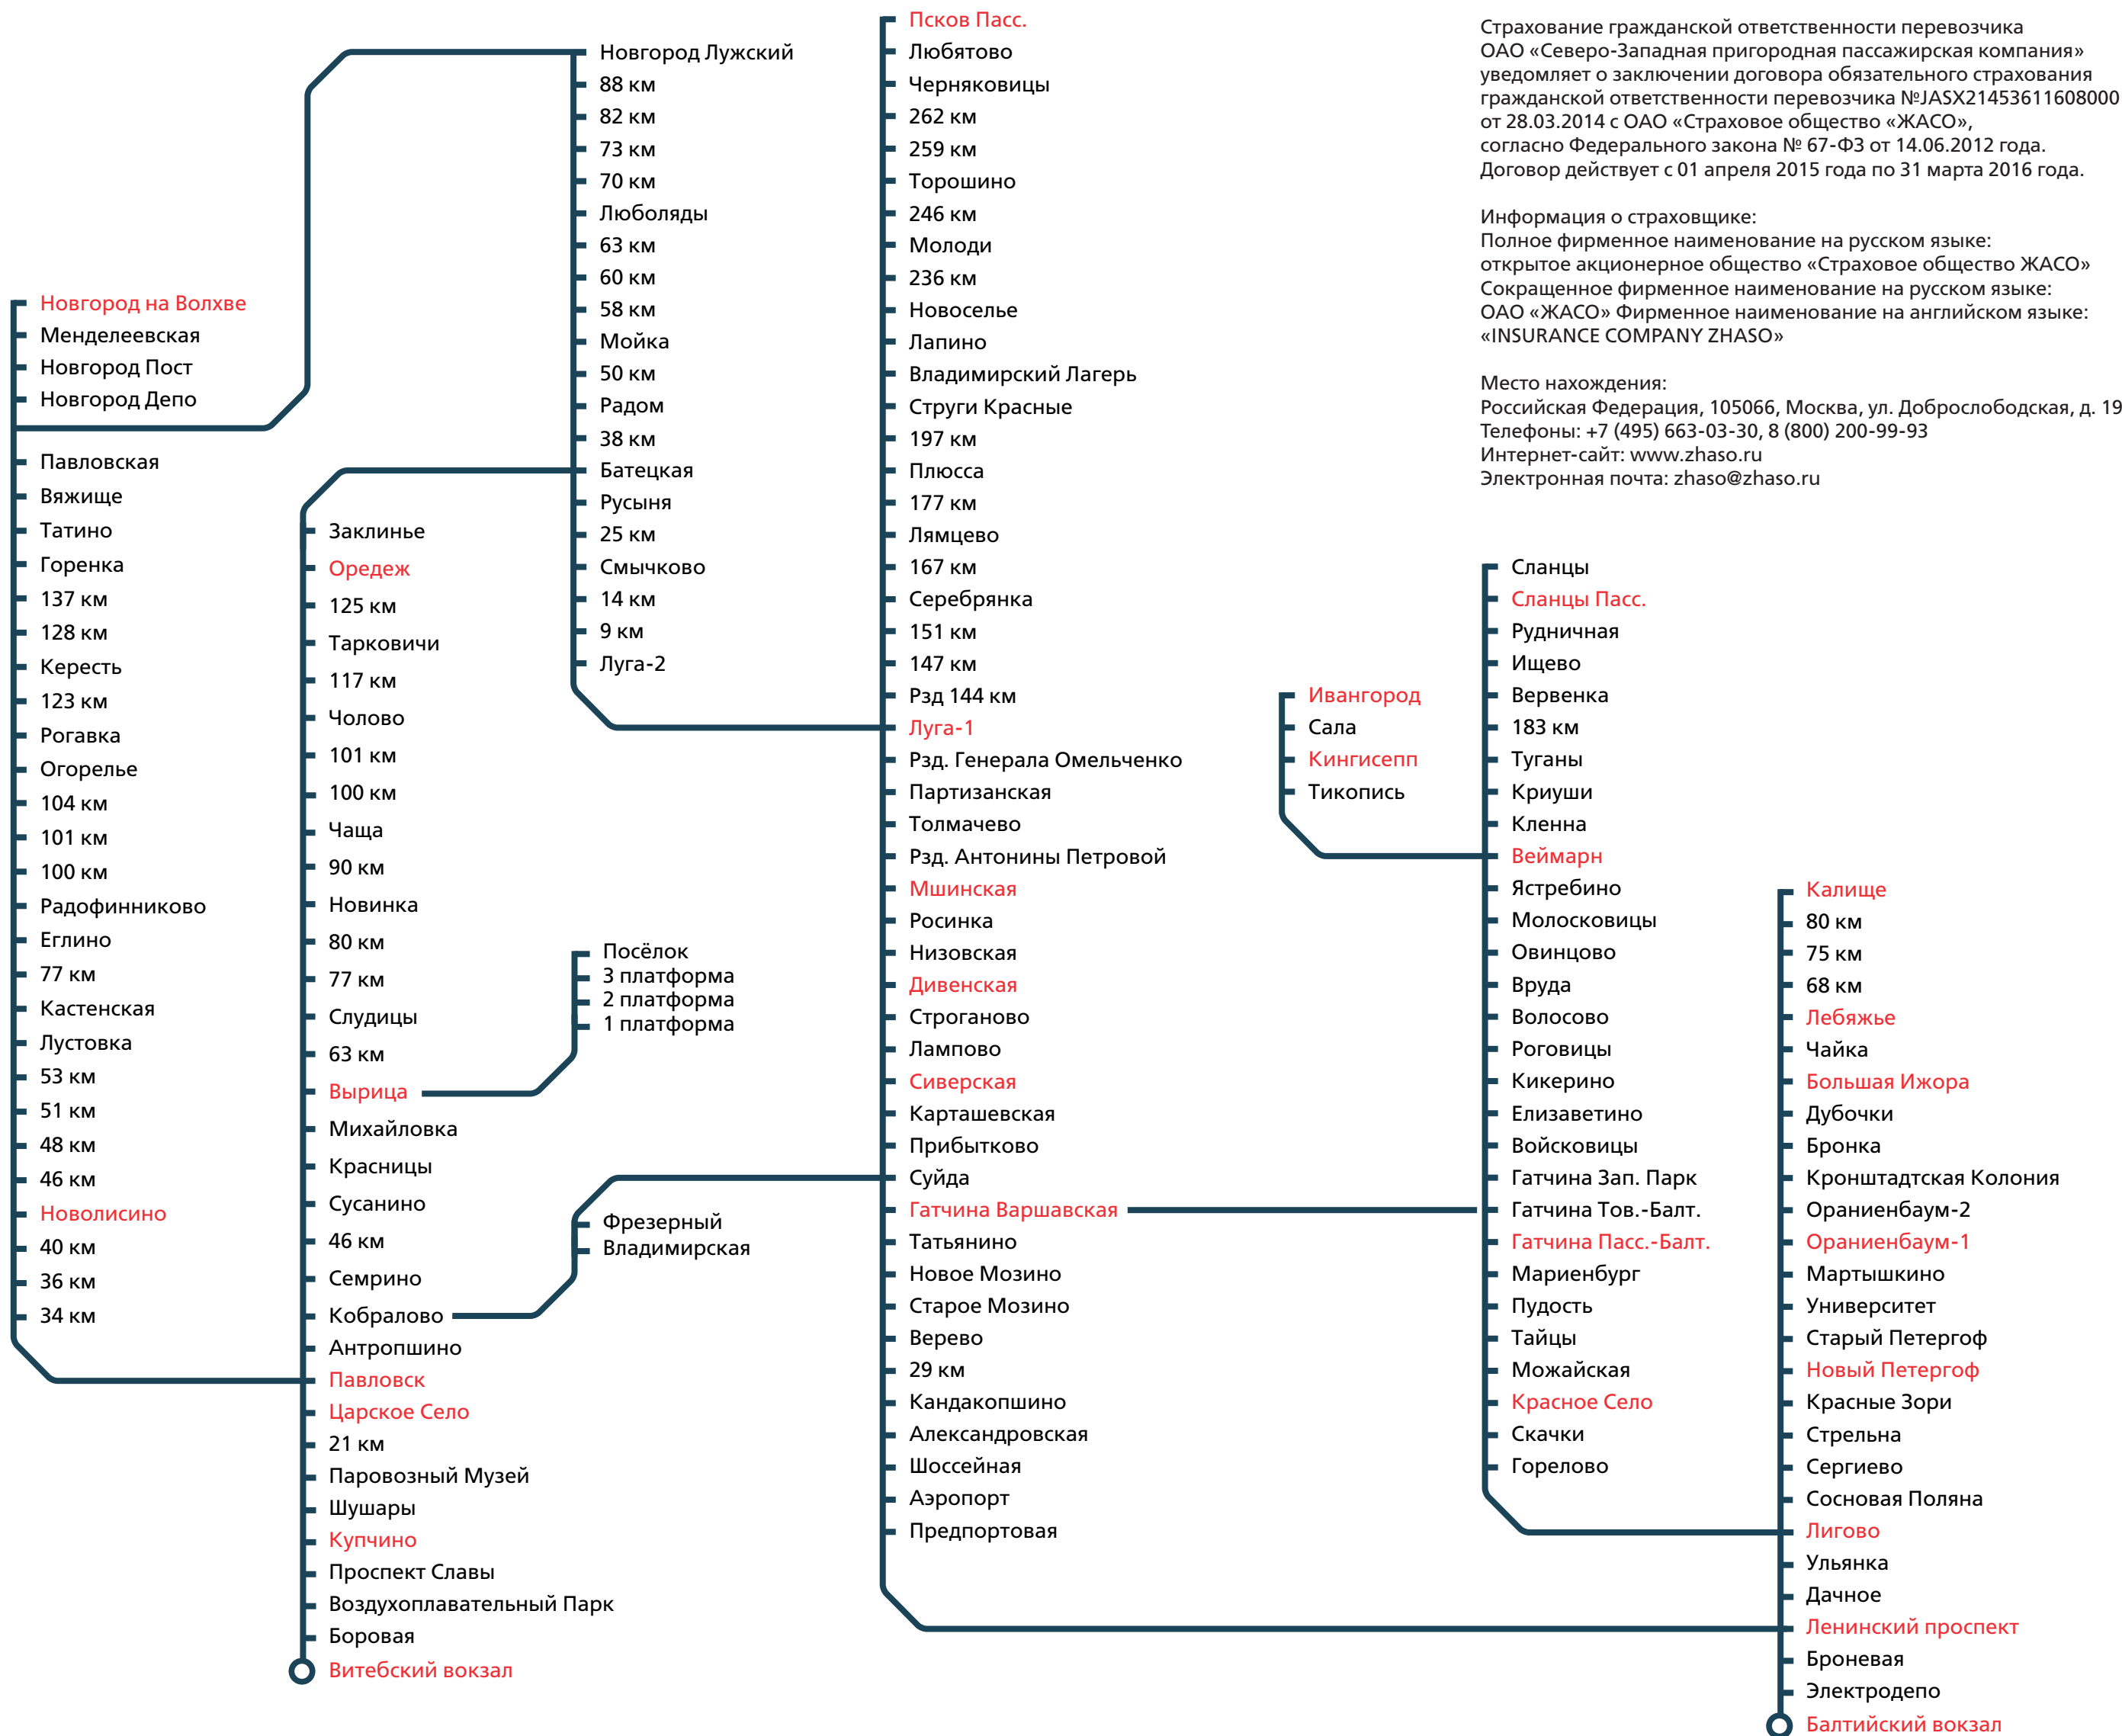 Новгород на Волхве
Менделеевская
Новгород Пост
Новгород Депо
Павловская
Вяжище
Татино
Горенка
137 км
128 км
Кересть
123 км
Рогавка
Огорелье
104 км
101 км
100 км
Радофинниково
Еглино
77 км
Кастенская
Лустовка
53 км
51 км
48 км
46 км
Новолисино
40 км
36 км
34 км
Заклинье
Оредеж
125 км
Тарковичи
117 км
Чолово
101 км
100 км
Чаща
90 км
Новинка
80 км
77 км
Слудицы
63 км
Вырица
Михайловка
Красницы
Сусанино
46 км
Семрино
Кобралово
Антропшино
Павловск
Царское Село
21 км
Паровозный Музей
Шушары
Купчино
Проспект Славы
Воздухоплавательный Парк
Боровая
Витебский вокзал
Новгород Лужский
88 км
82 км
73 км
70 км
Люболяды
63 км
60 км
58 км
Мойка
50 км
Радом
38 км
Батецкая
Русыня
25 км
Смычково
14 км
9 км
Луга-2
Посёлок
3 платформа
2 платформа
1 платформа
Фрезерный
Владимирская
Псков Пасс.
Любятово
Черняковицы
262 км
259 км
Торошино
246 км
Молоди
236 км
Новоселье
Лапино
Владимирский Лагерь
Струги Красные
197 км
Плюсса
177 км
Лямцево
167 км
Серебрянка
151 км
147 км
Рзд 144 км
Луга-1
Рзд. Генерала Омельченко
Партизанская
Толмачево
Рзд. Антонины Петровой
Мшинская
Росинка
Низовская
Дивенская
Строганово
Лампово
Сиверская
Карташевская
Прибытково
Суйда
Гатчина Варшавская
Татьянино
Новое Мозино
Старое Мозино
Верево
29 км
Кандакопшино
Александровская
Шоссейная
Аэропорт
Предпортовая
Ивангород
Сала
Кингисепп
Тикопись
Сланцы
Сланцы Пасс.
Рудничная
Ищево
Вервенка
183 км
Туганы
Криуши
Кленна
Веймарн
Ястребино
Молосковицы
Овинцово
Вруда
Волосово
Роговицы
Кикерино
Елизаветино
Войсковицы
Гатчина Зап. Парк
Гатчина Тов.-Балт.
Гатчина Пасс.-Балт.
Мариенбург
Пудость
Тайцы
Можайская
Красное Село
Скачки
Горелово
Калище
80 км
75 км
68 км
Лебяжье
Чайка
Большая Ижора
Дубочки
Бронка
Кронштадтская Колония
Ораниенбаум-2
Ораниенбаум-1
Мартышкино
Университет
Старый Петергоф
Новый Петергоф
Красные Зори
Стрельна
Сергиево
Сосновая Поляна
Лигово
Ульянка
Дачное
Ленинский проспект
Броневая
Электродепо
Балтийский вокзал
Страхование гражданской ответственности перевозчика
ОАО «Северо-Западная пригородная пассажирская компания»
уведомляет о заключении договора обязательного страхования
гражданской ответственности перевозчика №JASX21453611608000
от 28.03.2014 с ОАО «Страховое общество «ЖАСО»,
согласно Федерального закона № 67-ФЗ от 14.06.2012 года.
Договор действует с 01 апреля 2015 года по 31 марта 2016 года.
Информация о страховщике:
Полное фирменное наименование на русском языке:
открытое акционерное общество «Страховое общество ЖАСО»
Сокращенное фирменное наименование на русском языке:
ОАО «ЖАСО» Фирменное наименование на английском языке:
«INSURANCE COMPANY ZHASO»
Место нахождения:
Российская Федерация, 105066, Москва, ул. Доброслободская, д. 19
Телефоны: +7 (495) 663-03-30, 8 (800) 200-99-93
Интернет-сайт: www.zhaso.ru
Электронная почта: zhaso@zhaso.ru